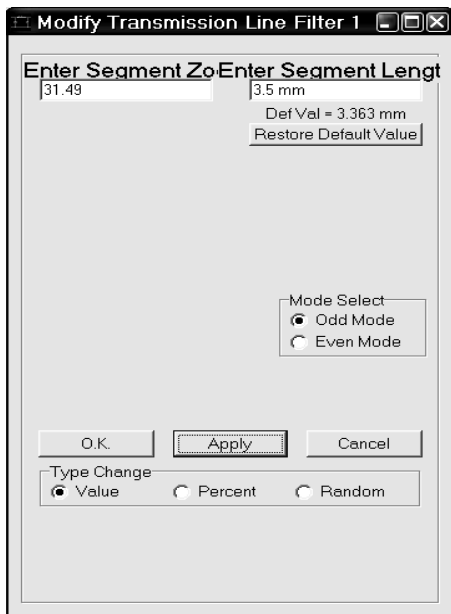 Modify Transmission Line Filter 1
Enter Segment Zo Enter Segment Lengt
31.49 3.5 mm
Def Val = 3.363 mm
Restore Default Value
Mode Select
Odd Mode
Even Mode
O.K. Apply Cancel
Type Change
Value Percent Random